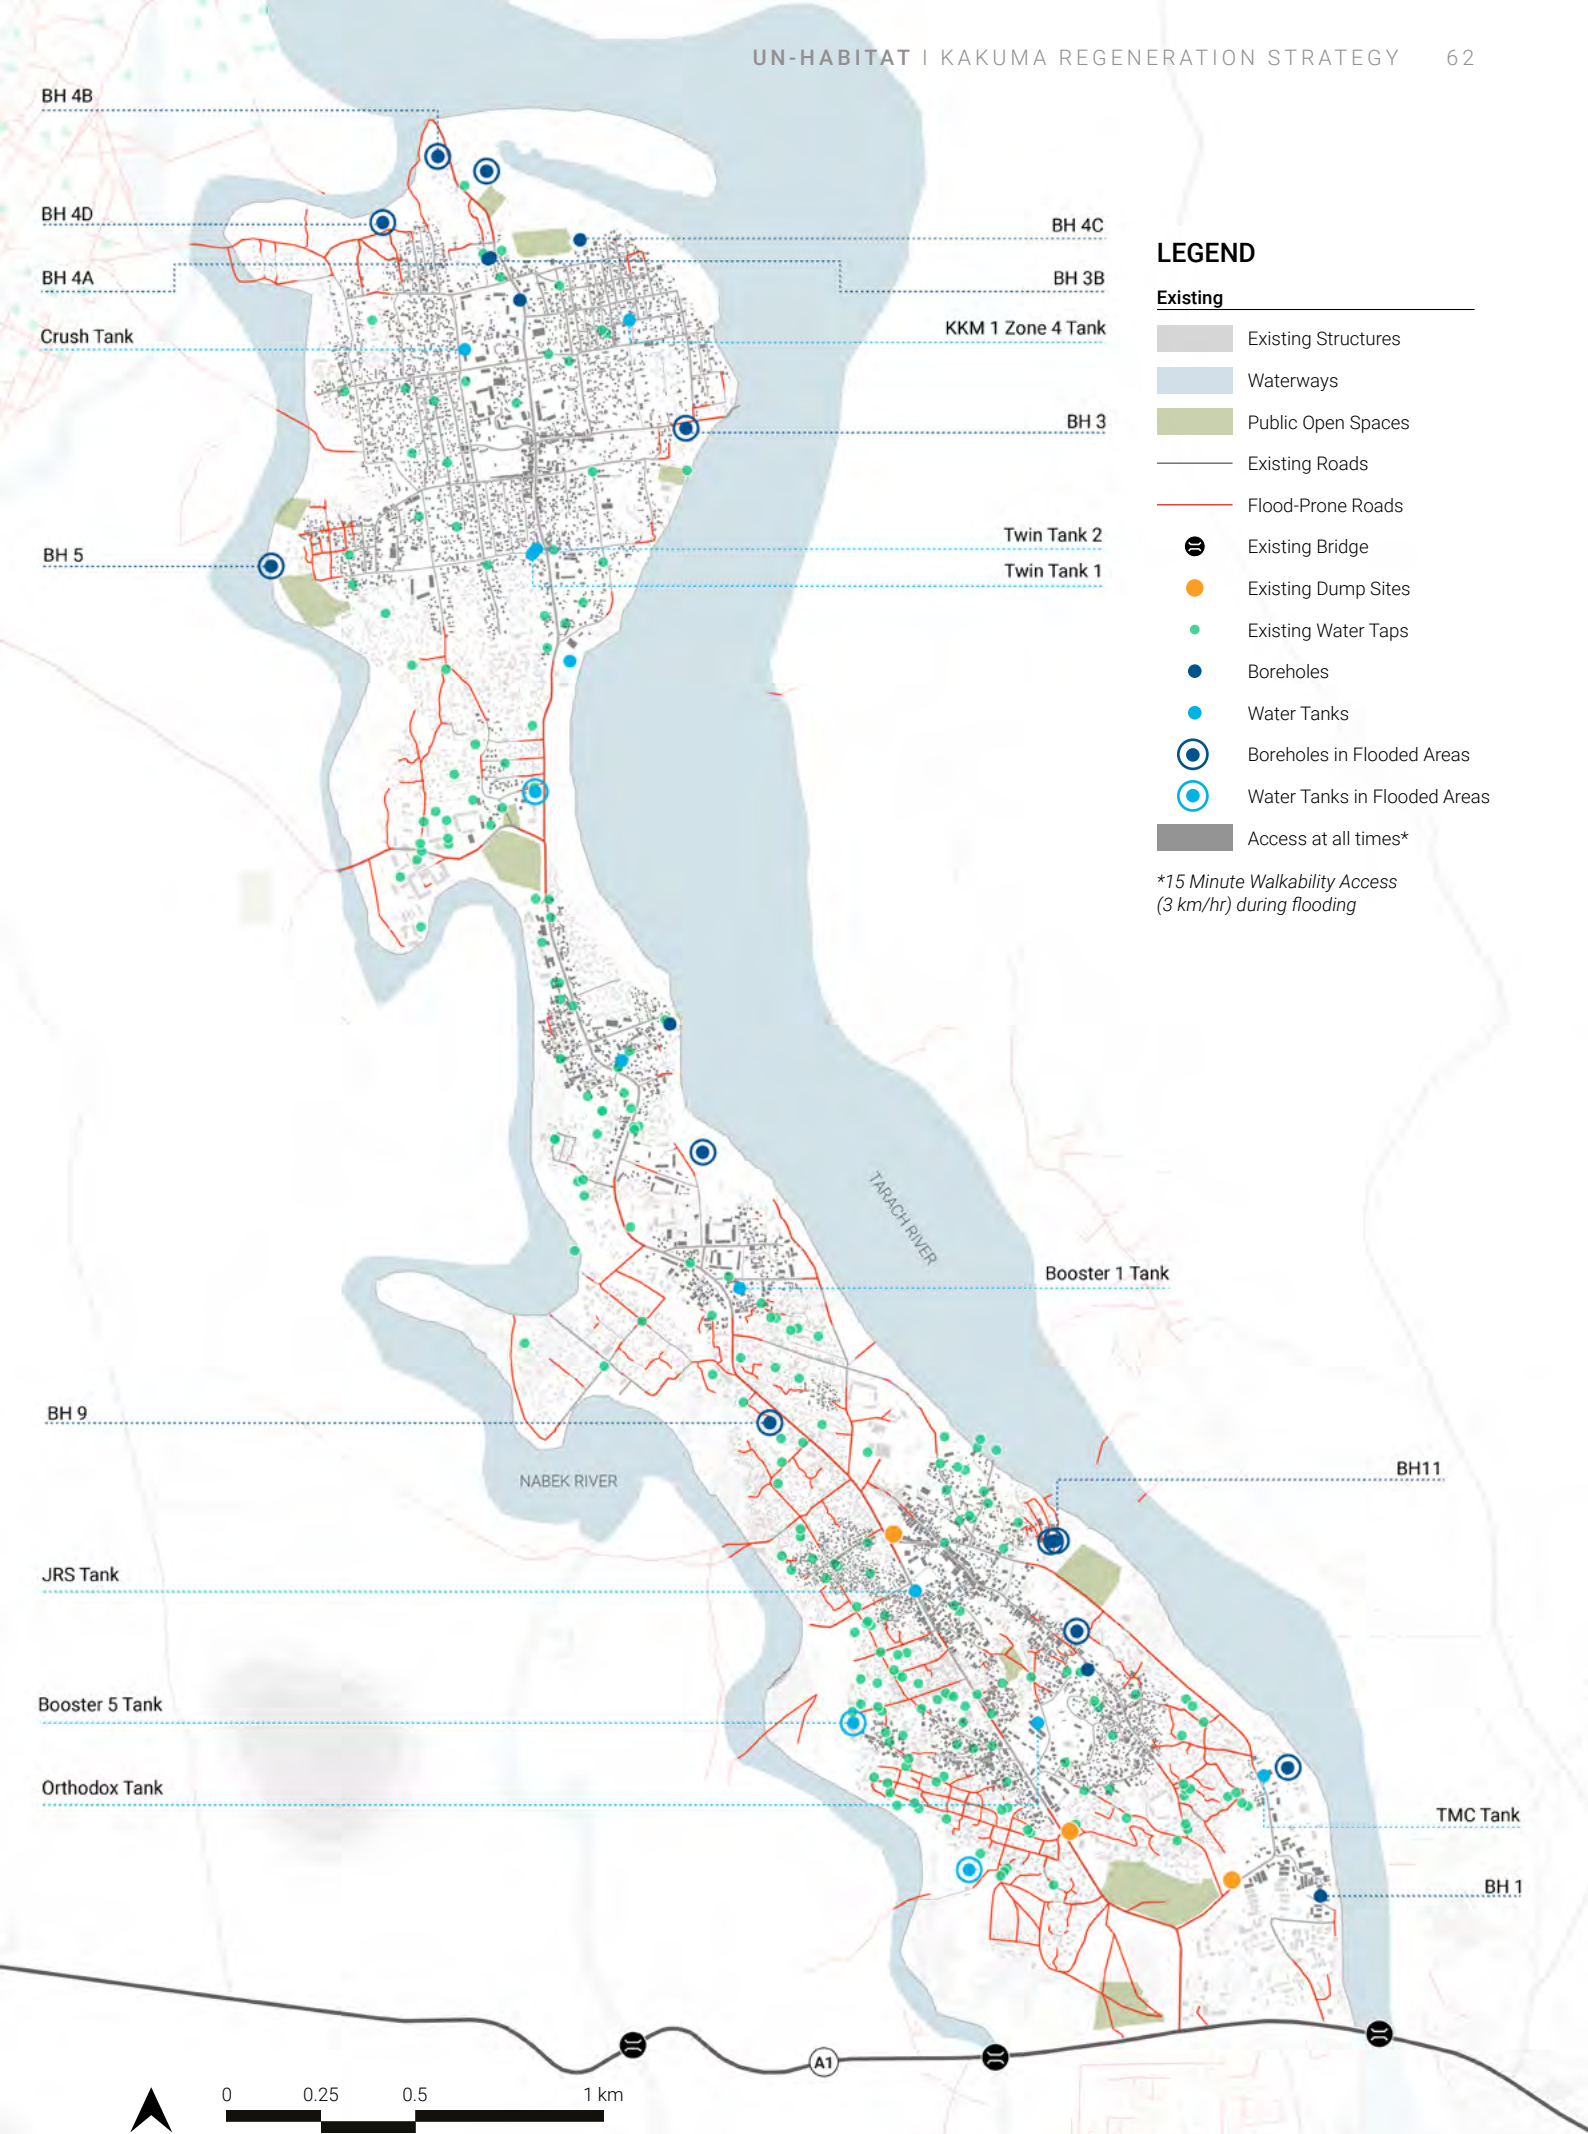 UN-HABITAT | KAKUMA REGENERATION STRATEGY 62
BH 4B
BH 4D
BH 4A
Crush Tank
BH 5
BH 4C
BH 3B
KKM 1 Zone 4 Tank
BH 3
Twin Tank 2
Twin Tank 1
LEGEND
Existing
Existing Structures
Waterways
Public Open Spaces
Existing Roads
Flood-Prone Roads
Existing Bridge
Existing Dump Sites
Existing Water Taps
Boreholes
Water Tanks
Boreholes in Flooded Areas
Water Tanks in Flooded Areas
Access at all times*
*15 Minute Walkability Access
(3 km/hr) during flooding
TARACH RIVER
Booster 1 Tank
BH 9
NABEK RIVER
BH11
JRS Tank
Booster 5 Tank
Orthodox Tank
TMC Tank
BH 1
A1
0 0.25 0.5 1 km